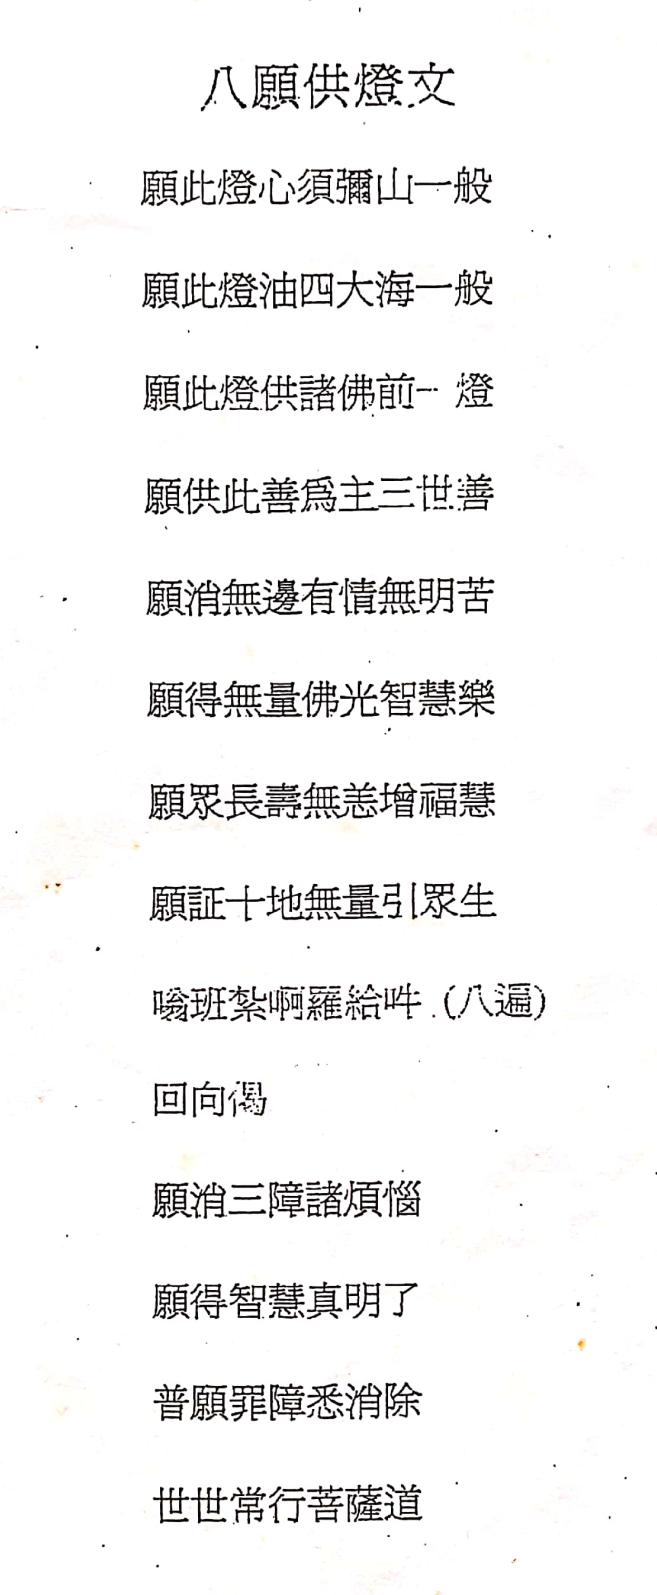 八願供燈文
願此燈心須彌山一般
願此燈油四大海一般
願此燈供諸佛前一 燈
願供此善爲主三世善
願消無邊有情無明苦
願得無量佛光智慧樂
願眾長壽無恙增福慧
願証十地無量引眾生
嗡班紮啊羅給吽 (八遍)
回向偈
願消三障諸煩惱
願得智慧真明了
普願罪障悉消除
世世常行菩薩道